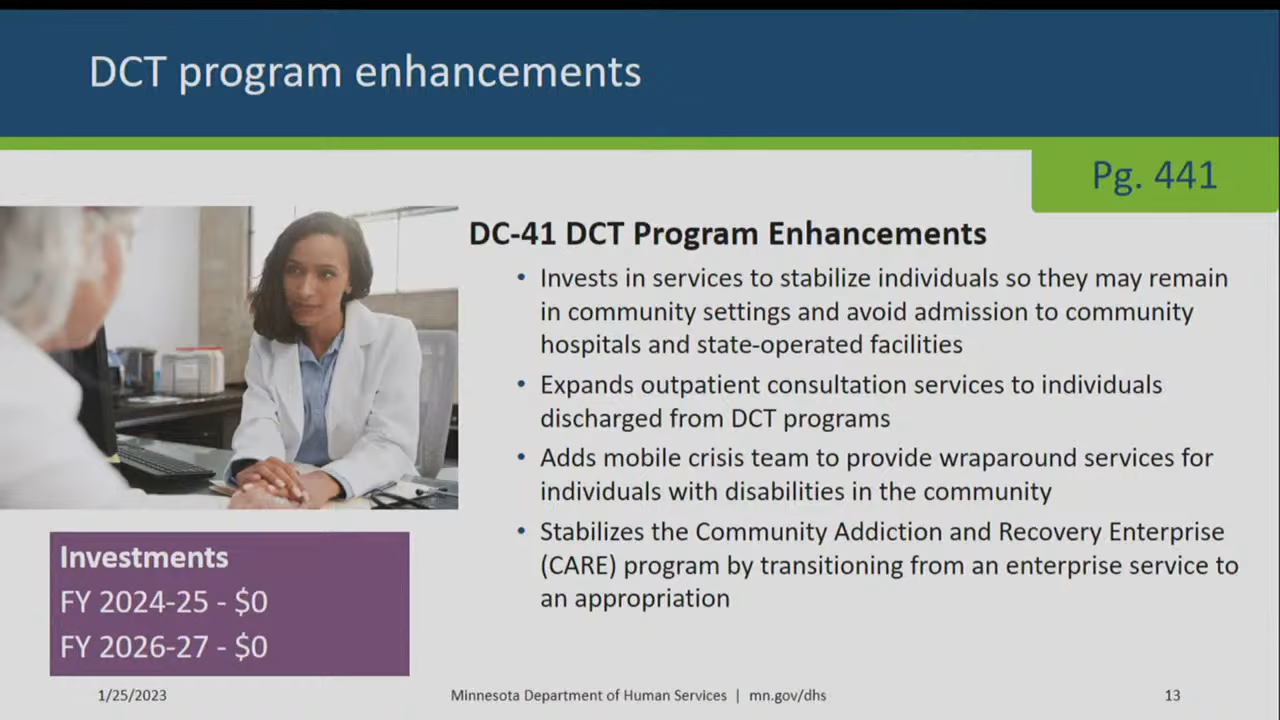 DCT program enhancements
Pg. 441
DC-41 DCT Program Enhancements
• Invests in services to stabilize individuals so they may remain
in community settings and avoid admission to community
hospitals and state-operated facilities
• Expands outpatient consultation services to individuals
discharged from DCT programs
• Adds mobile crisis team to provide wraparound services for
individuals with disabilities in the community
• Stabilizes the Community Addiction and Recovery Enterprise
(CARE) program by transitioning from an enterprise service to
an appropriation
Investments
FY 2024-25 - $0
FY 2026-27 - $0
1/25/2023
Minnesota Department of Human Services | mn.gov/dhs
13